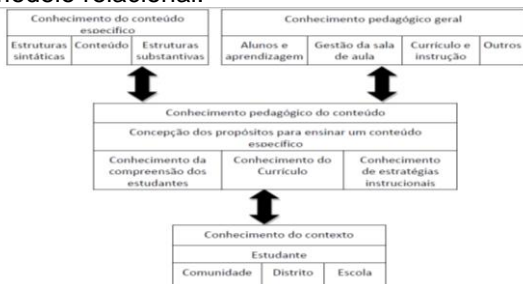 modelo relacional.
Conhecimento do conteúdo
específico
Estruturas
sintáticas
Conteúdo
Estruturas
substantivas
Conhecimento pedagógico geral
Alunos e
aprendizagem
Gestão da sala
de aula
Currículo e
instrução
Outros
Conhecimento pedagógico do conteúdo
Concepção dos propósitos para ensinar um conteúdo
específico
Conhecimento da
compreensão dos
estudantes
Conhecimento do
Currículo
Conhecimento
de estratégias
instrucionais
Conhecimento do contexto
Estudante
Comunidade
Distrito
Escola